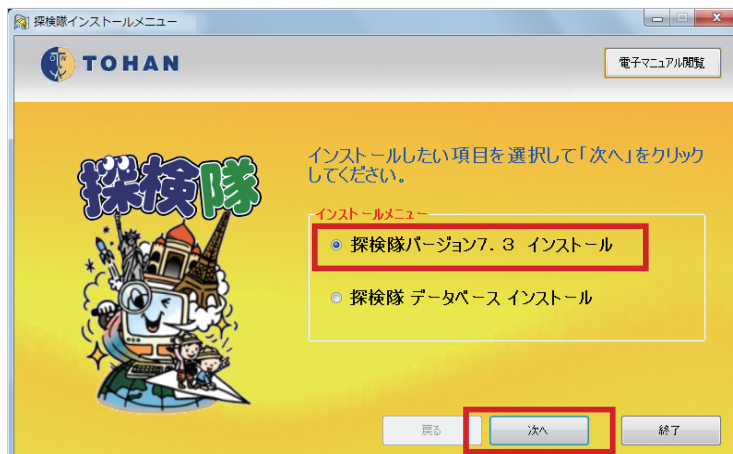 探検隊インストールメニュー
TOHAN
電子マニュアル閲覧
探検隊
インストールしたい項目を選択して「次へ」をクリック
してください。
インストールメニュー
探検隊バージョン7.3 インストール
探検隊 データベース インストール
戻る
次へ
終了